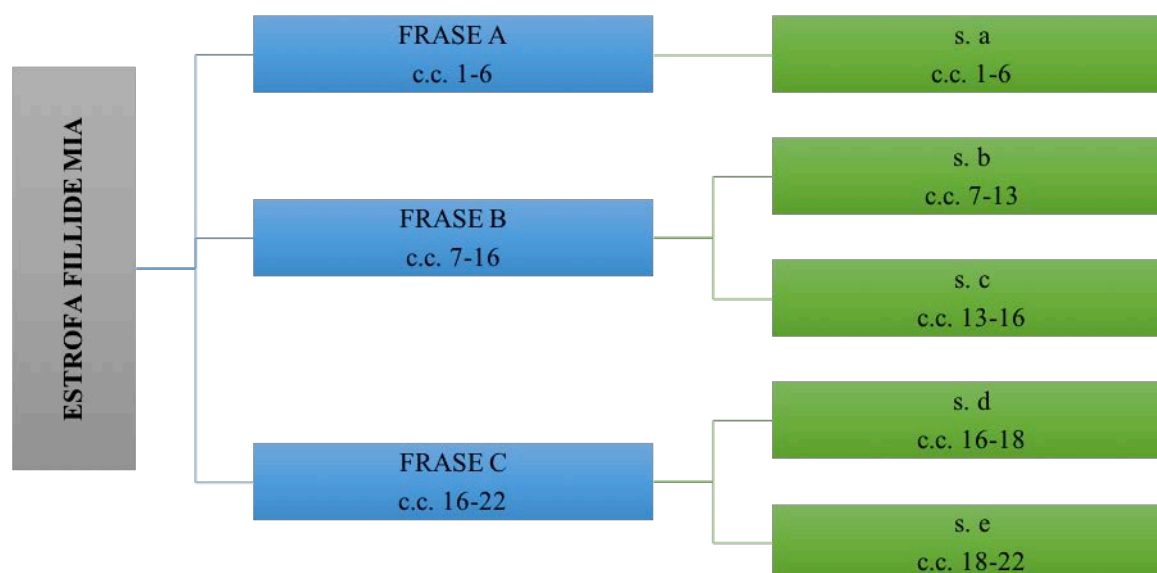 ESTROFA FILLIDE MIA
FRASE A
c.c. 1-6
s. a
c.c. 1-6
FRASE B
c.c. 7-16
s. b
c.c. 7-13
s. c
c.c. 13-16
FRASE C
c.c. 16-22
s. d
c.c. 16-18
s. e
c.c. 18-22